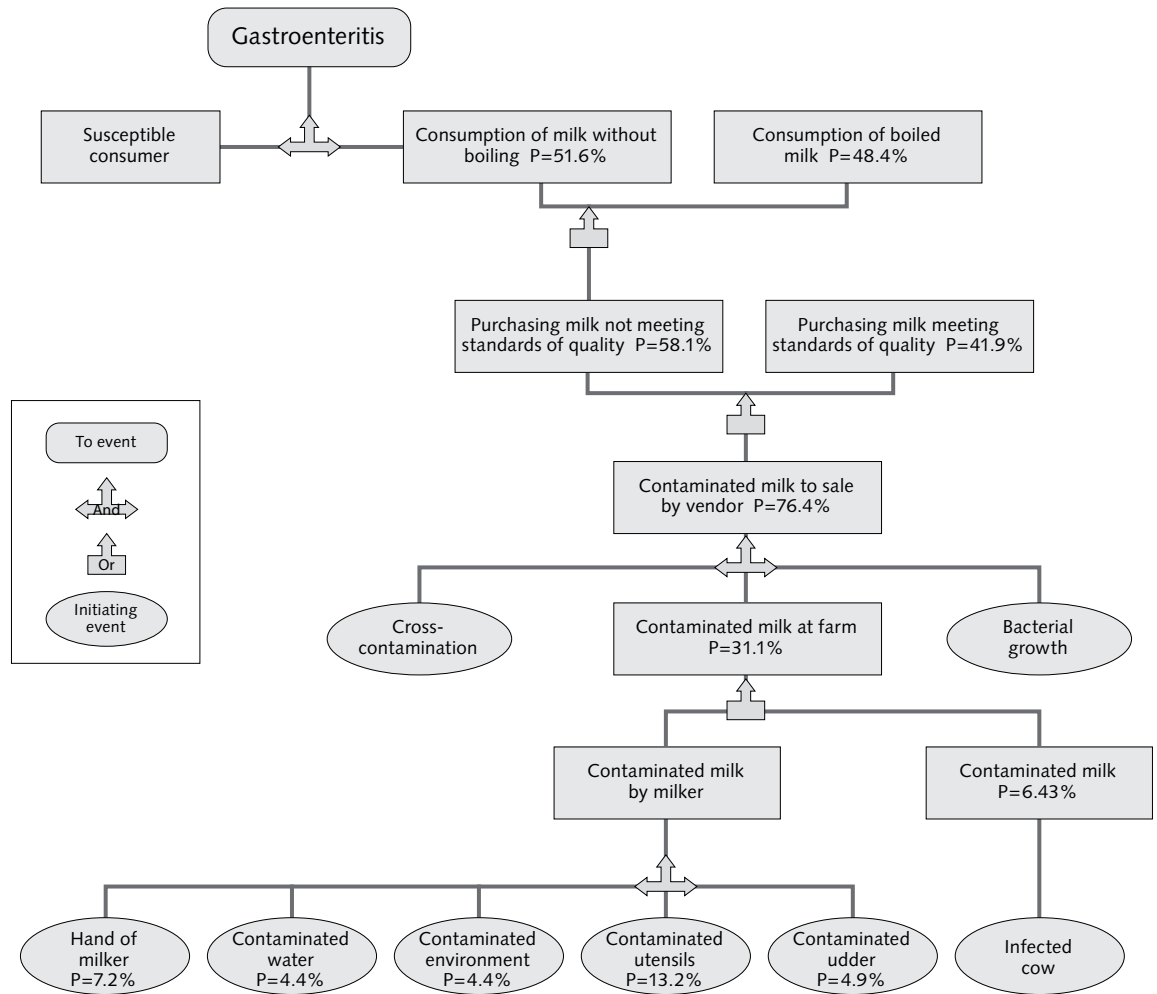 Gastroenteritis
Susceptible
consumer
Consumption of milk without
boiling P=51.6%
Consumption of boiled
milk P=48.4%
Purchasing milk not meeting
standards of quality P=58.1%
Purchasing milk meeting
standards of quality P=41.9%
To event
And
Or
Initiating
event
Contaminated milk to sale
by vendor P=76.4%
Cross-
contamination
Contaminated milk at farm
P=31.1%
Bacterial
growth
Contaminated milk
by milker
Contaminated milk
P=6.43%
Hand of
milker
P=7.2%
Contaminated
water
P=4.4%
Contaminated
environment
P=4.4%
Contaminated
utensils
P=13.2%
Contaminated
udder
P=4.9%
Infected
cow